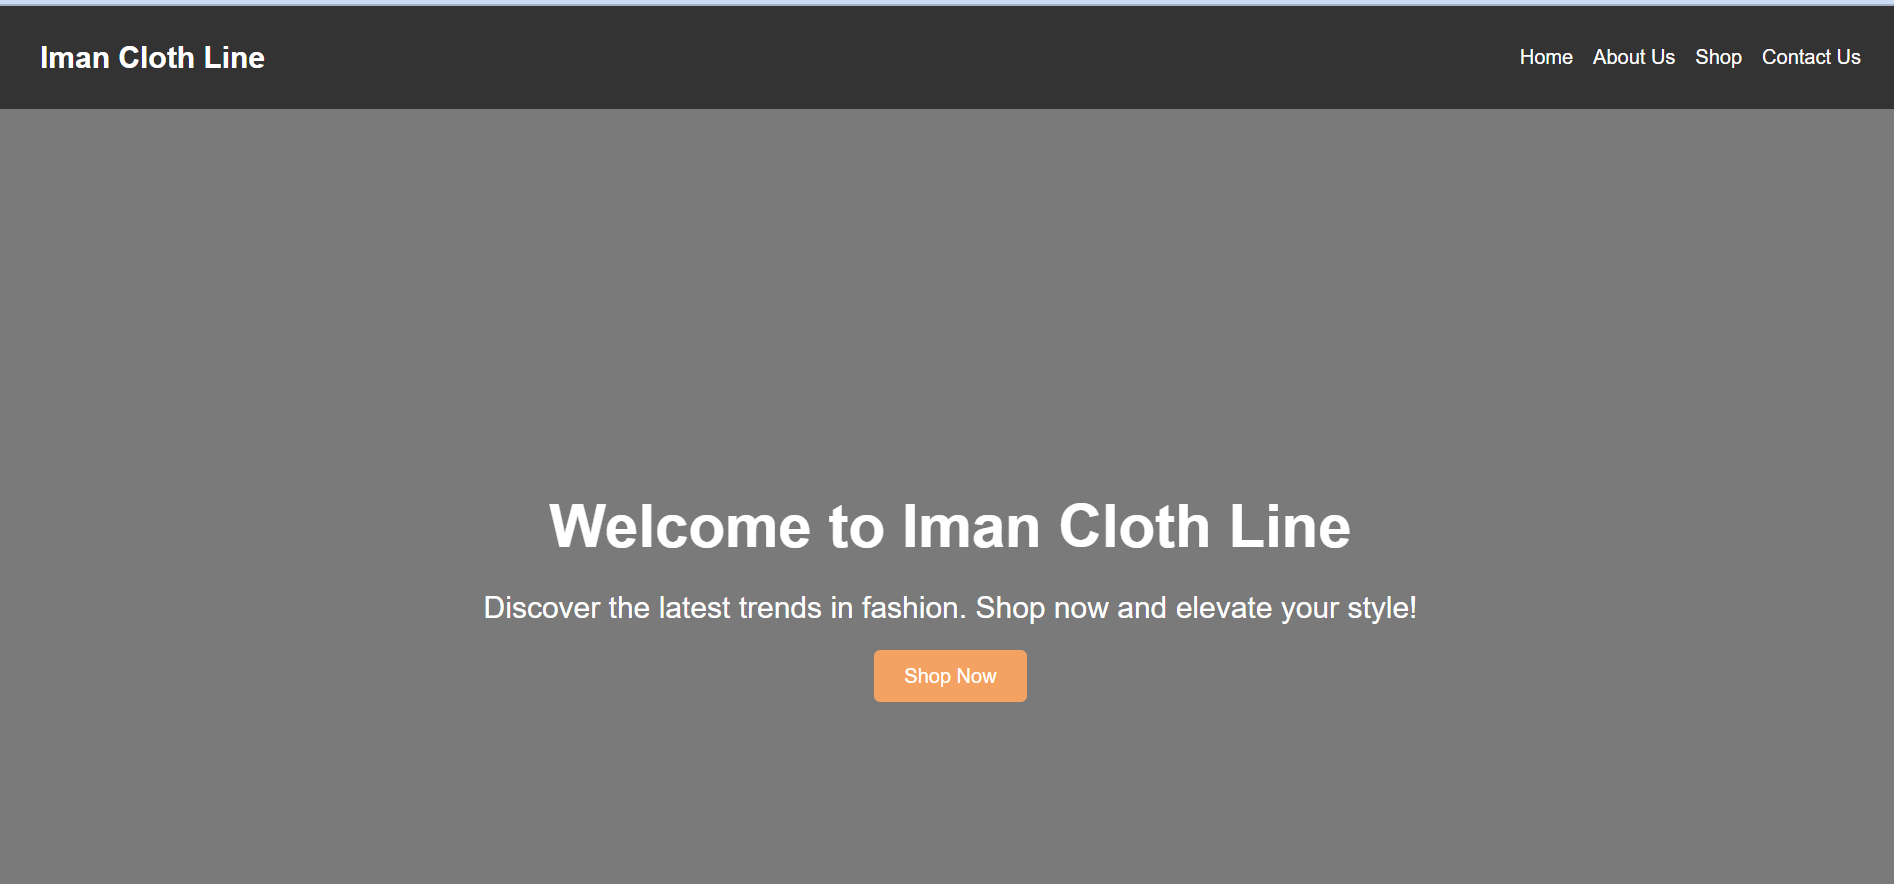 Iman Cloth Line
Home About Us Shop Contact Us
Welcome to Iman Cloth Line
Discover the latest trends in fashion. Shop now and elevate your style!
Shop Now